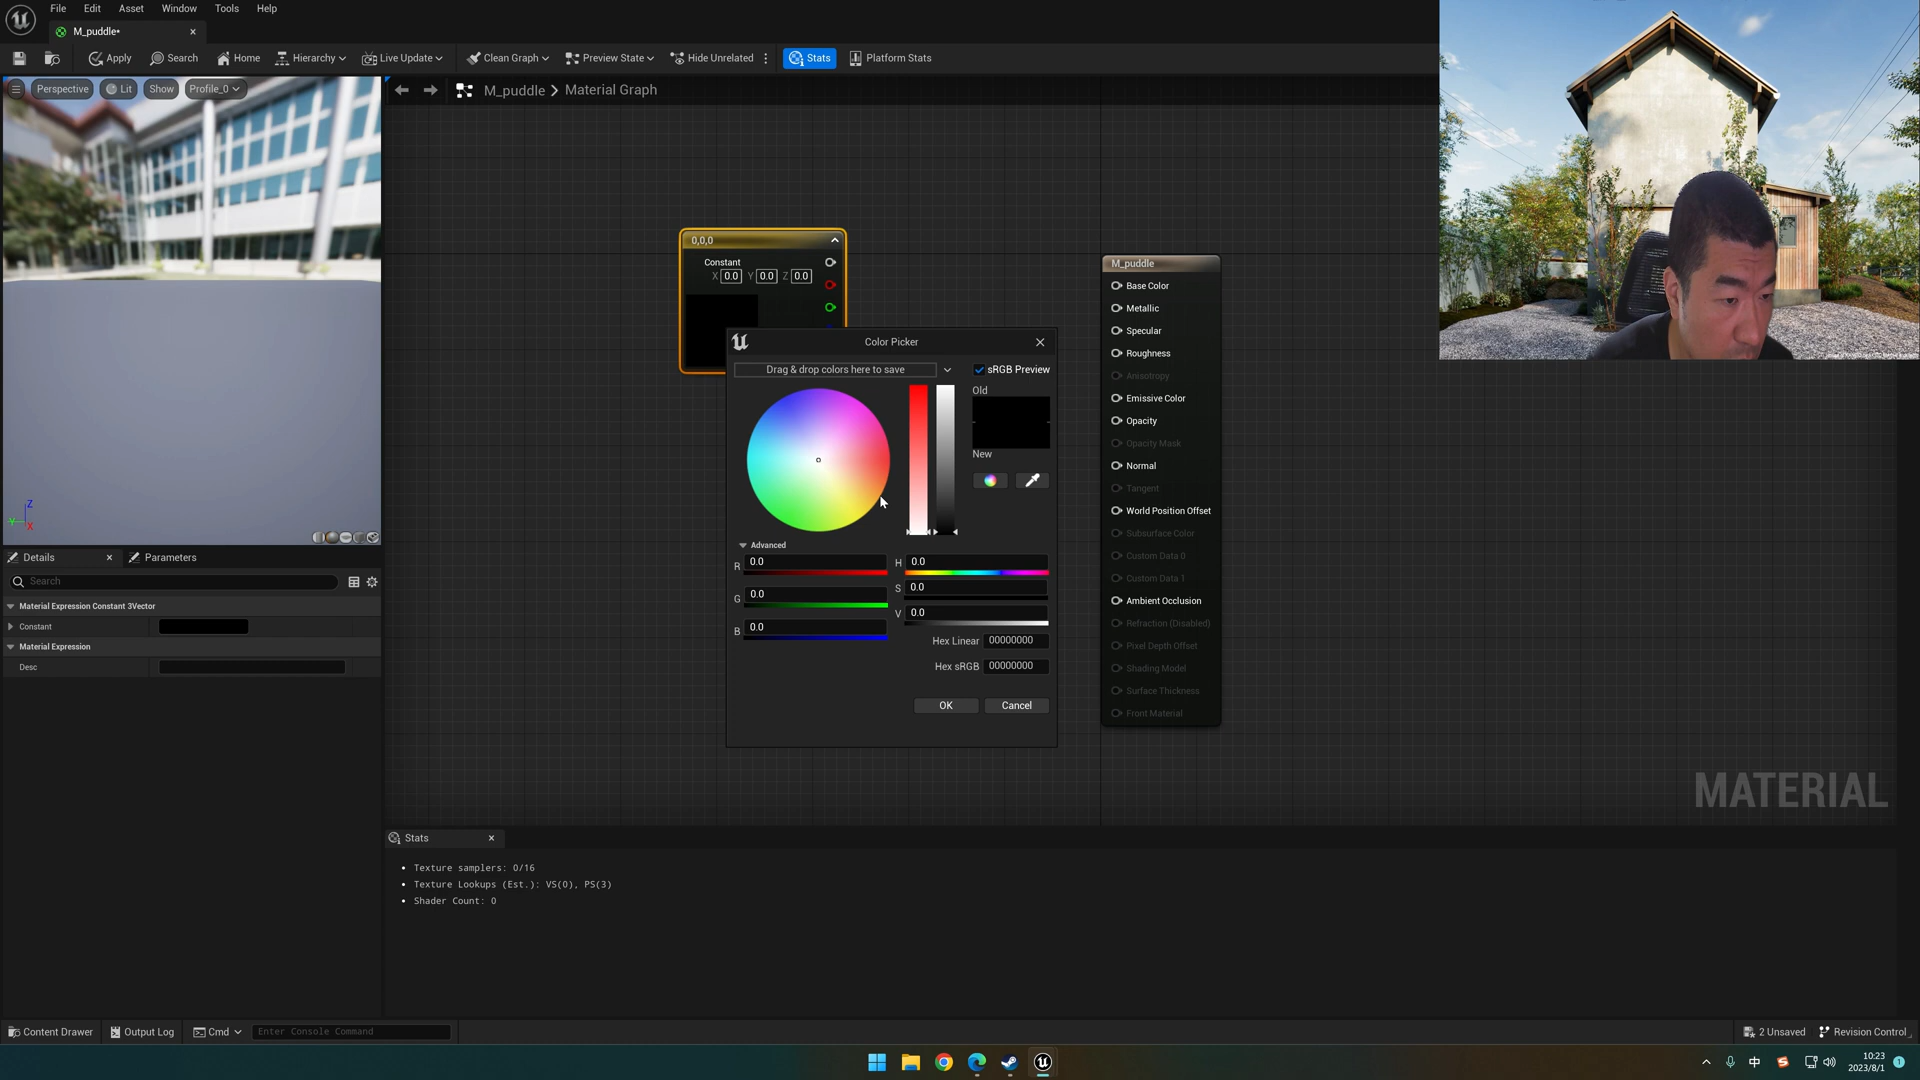 File Edit Asset Window Tools Help
M_puddle*
Apply Search Home Hierarchy Live Update Clean Graph Preview State Hide Unrelated Stats Platform Stats
Perspective Lit Show Profile_0
M_puddle Material Graph
0,0,0
Constant
X 0.0 Y 0.0 Z 0.0
M_puddle
Base Color
Metallic
Specular
Roughness
Anisotropy
Emissive Color
Opacity
Opacity Mask
Normal
Tangent
World Position Offset
Subsurface Color
Custom Data 0
Custom Data 1
Ambient Occlusion
Refraction (Disabled)
Pixel Depth Offset
Shading Model
Surface Thickness
Front Material
Color Picker
Drag & drop colors here to save
sRGB Preview
Old
New
Advanced
R 0.0 H 0.0
G 0.0 S 0.0
B 0.0 V 0.0
Hex Linear 00000000
Hex sRGB 00000000
OK Cancel
Z
Y X
Details Parameters
Search
Material Expression Constant 3Vector
Constant
Material Expression
Desc
MATERIAL
Stats
Texture samplers: 0/16
Texture Lookups (Est.): VS(0), PS(3)
Shader Count: 0
Content Drawer Output Log Cmd Enter Console Command 2 Unsaved Revision Control
中 10:23
2023/8/1 1